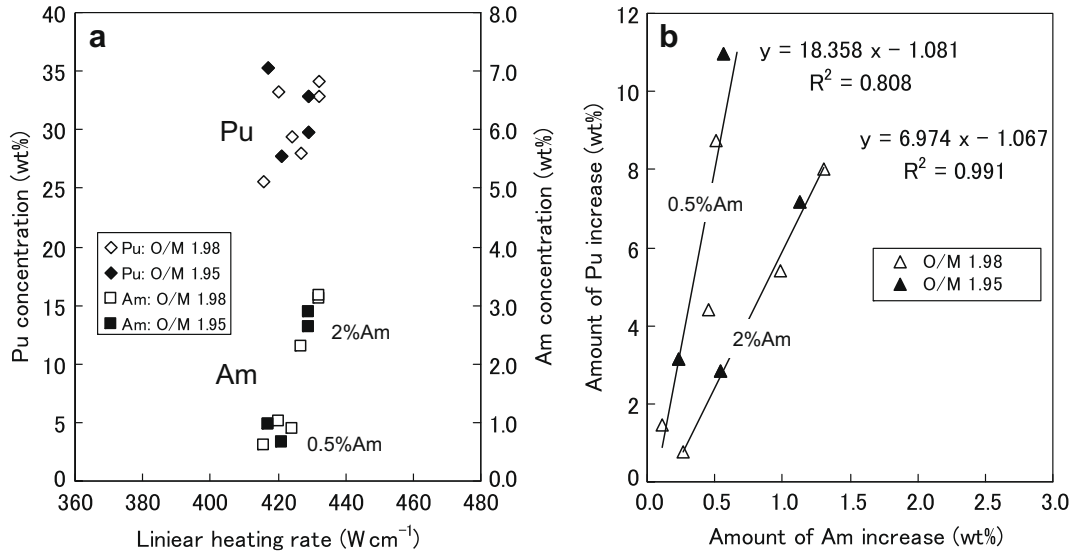 a
Pu concentration (wt%)
40
35
30
25
20
15
10
5
0
8.0
7.0
6.0
5.0
4.0
3.0
2.0
1.0
0.0
Am concentration (wt%)
Pu
Pu: O/M 1.98
Pu: O/M 1.95
Am: O/M 1.98
Am: O/M 1.95
2%Am
Am
0.5%Am
360 380 400 420 440 460 480
Liniear heating rate (W cm⁻¹)
b
Amount of Pu increase (wt%)
12
10
8
6
4
2
0
y = 18.358 x − 1.081
R² = 0.808
y = 6.974 x − 1.067
R² = 0.991
0.5%Am
O/M 1.98
O/M 1.95
2%Am
0.0 0.5 1.0 1.5 2.0 2.5 3.0
Amount of Am increase (wt%)